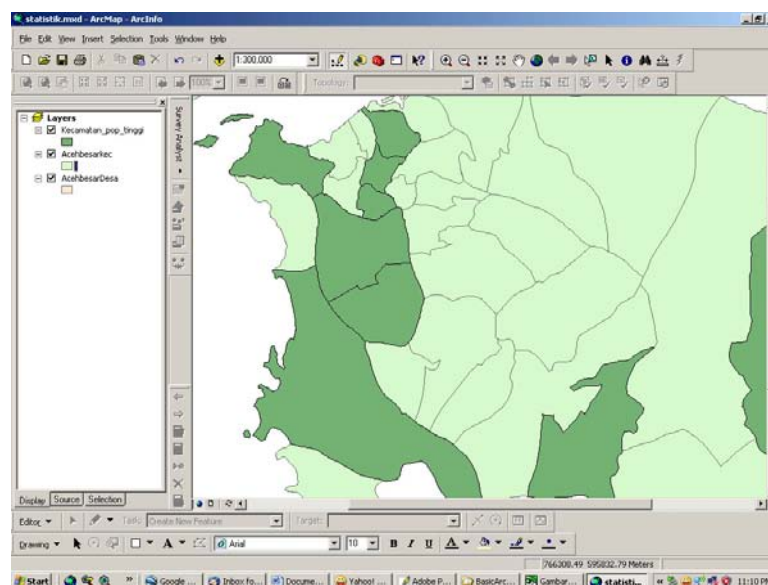 statistik.mxd - ArcMap - ArcInfo
File Edit View Insert Selection Tools Window Help
1:300,000
100% Topology:
Layers
Kecamatan_pop_tinggi
Acehbesarkec
AcehbesarDesa
Survey Analyst
Display Source Selection
Editor Task: Create New Feature Target:
Drawing A Arial 10 B I U A
766308.49 595832.79 Meters
Start Google ... Inbox fo... Docume... Yahoo! ... Adobe P... BasicArc... Gambar... statisti... 11:10 PM